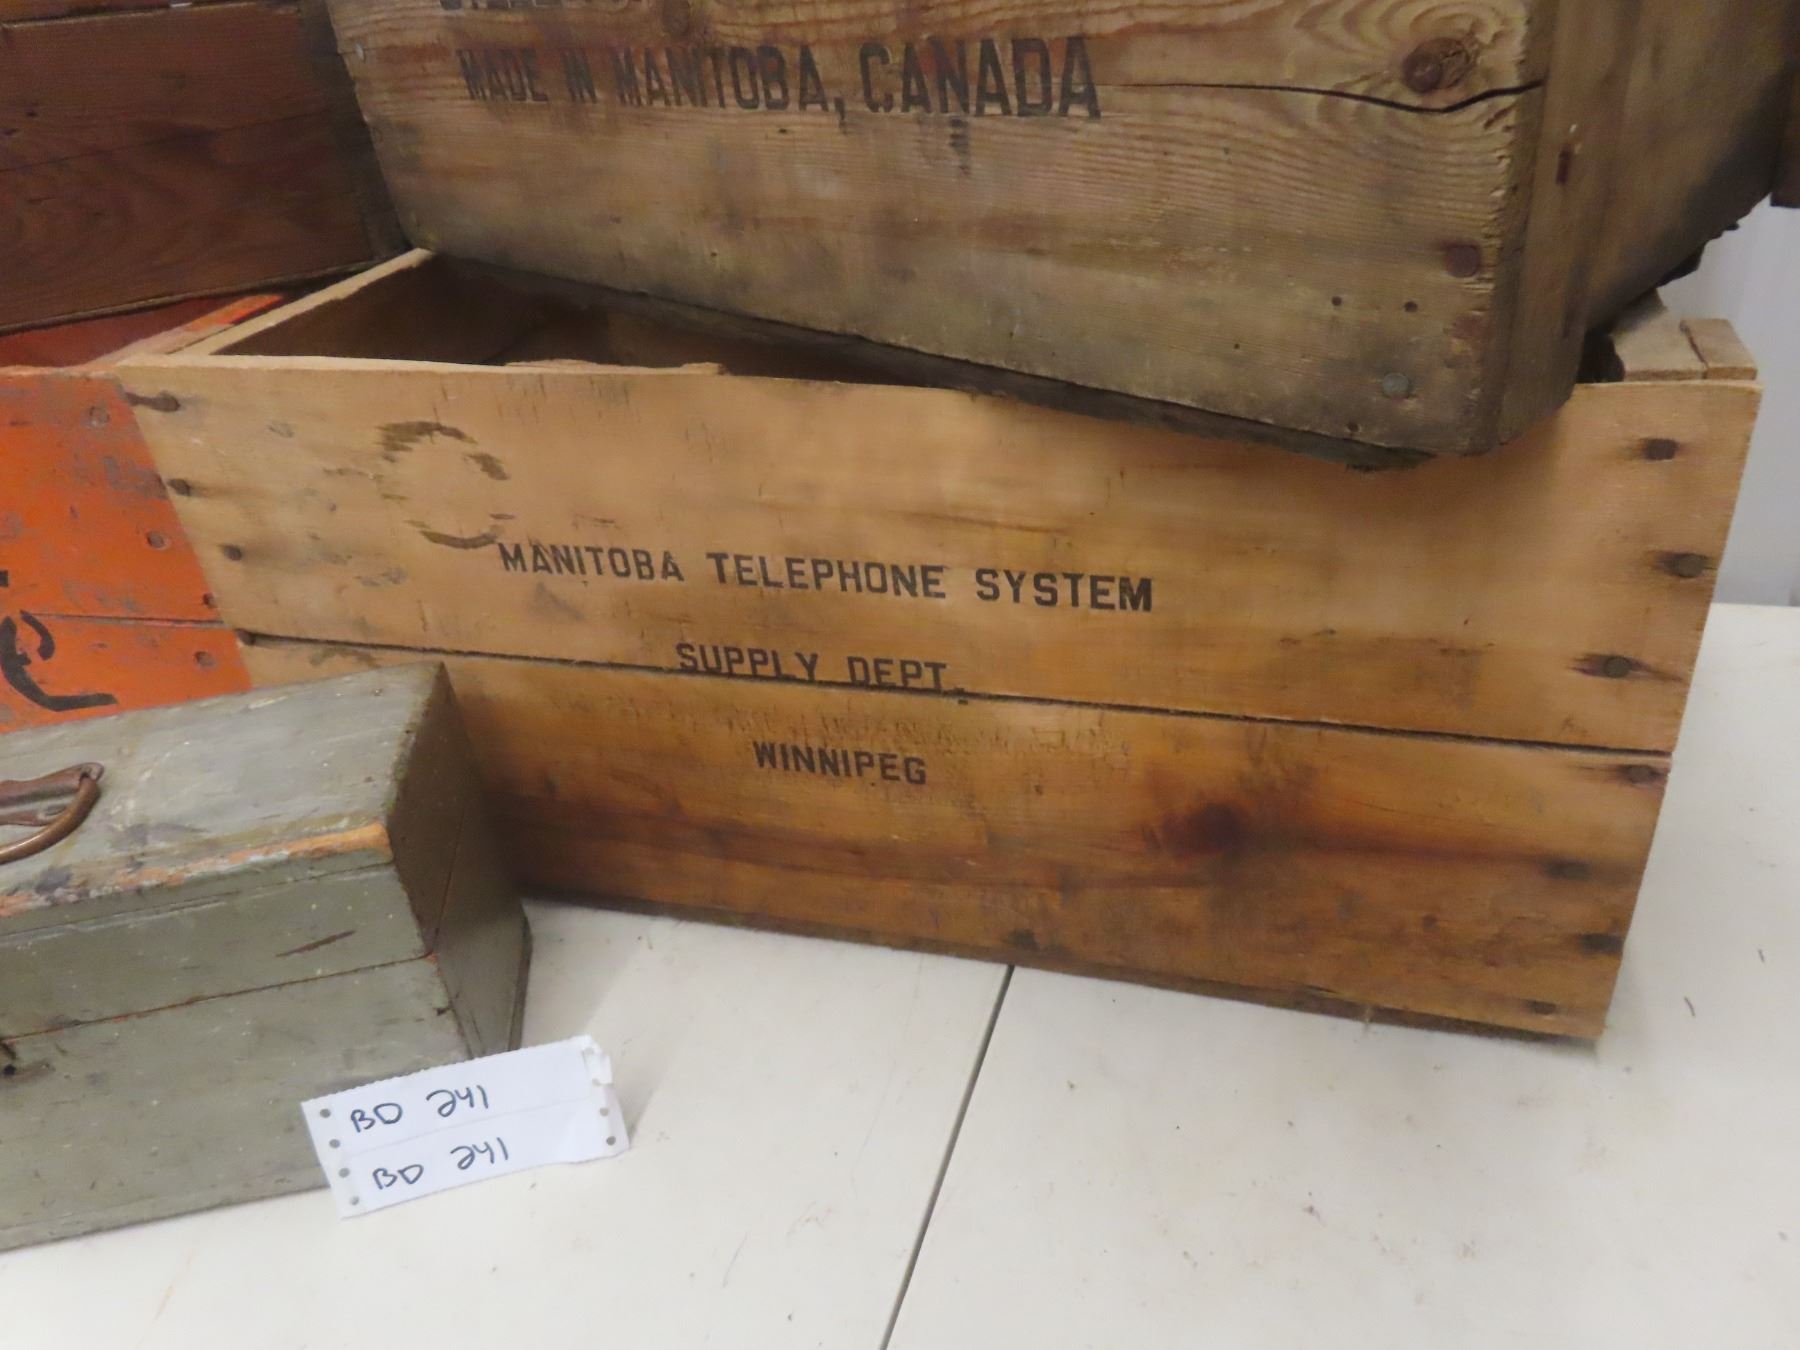 MADE IN MANITOBA, CANADA
C
MANITOBA TELEPHONE SYSTEM
SUPPLY DEPT.
WINNIPEG
BD 241
BD 241